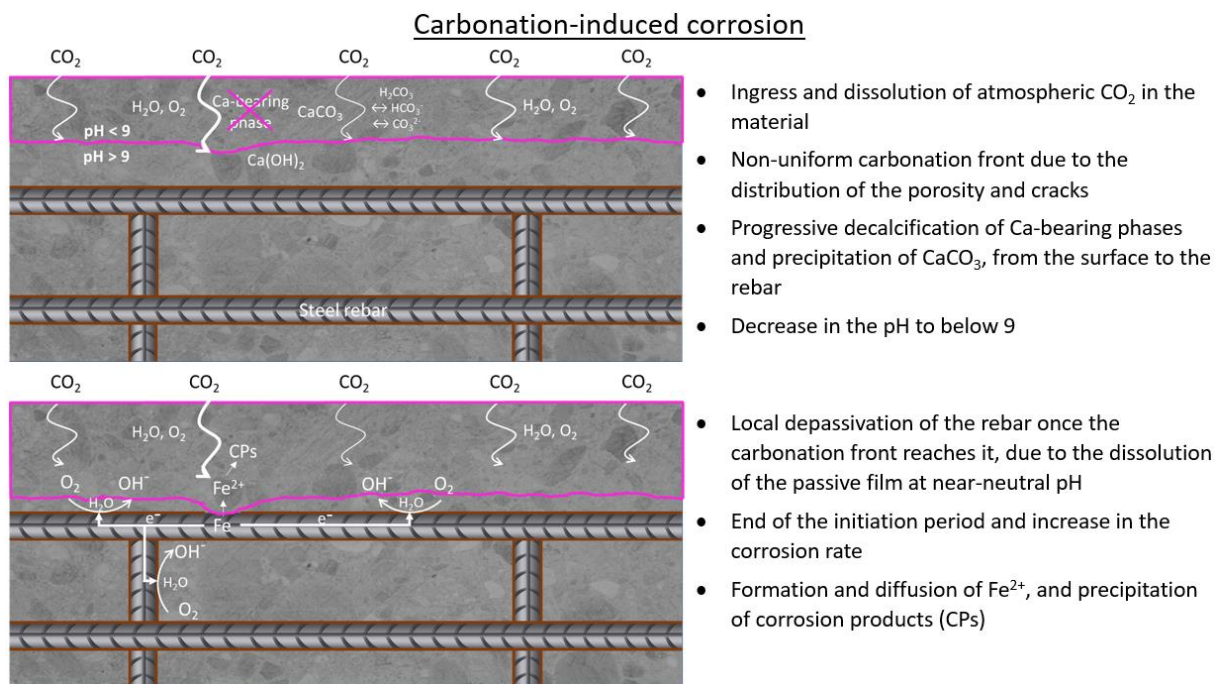 Carbonation-induced corrosion
CO₂ CO₂ CO₂ CO₂ CO₂
H₂O, O₂
Ca-bearing
phase
CaCO₃
H₂CO₃
↔ HCO₃⁻
↔ CO₃²⁻
H₂O, O₂
pH < 9
pH > 9
Ca(OH)₂
Steel rebar
• Ingress and dissolution of atmospheric CO₂ in the
material
• Non-uniform carbonation front due to the
distribution of the porosity and cracks
• Progressive decalcification of Ca-bearing phases
and precipitation of CaCO₃, from the surface to the
rebar
• Decrease in the pH to below 9
CO₂ CO₂ CO₂ CO₂ CO₂
H₂O, O₂
CPs
H₂O, O₂
O₂ OH⁻ Fe²⁺ OH⁻ O₂
H₂O H₂O
e⁻ Fe e⁻
OH⁻
H₂O
O₂
• Local depassivation of the rebar once the
carbonation front reaches it, due to the dissolution
of the passive film at near-neutral pH
• End of the initiation period and increase in the
corrosion rate
• Formation and diffusion of Fe²⁺, and precipitation
of corrosion products (CPs)